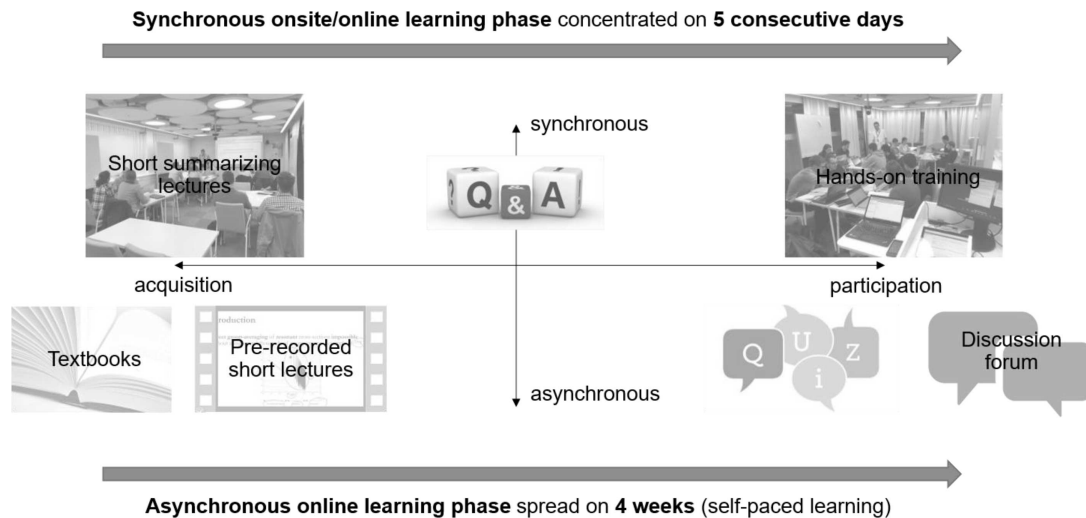 Synchronous onsite/online learning phase concentrated on 5 consecutive days
synchronous
Short summarizing
lectures
Q & A
Hands-on training
acquisition
participation
Textbooks
roduction
Pre-recorded
short lectures
Q U i Z
Discussion
forum
asynchronous
Asynchronous online learning phase spread on 4 weeks (self-paced learning)